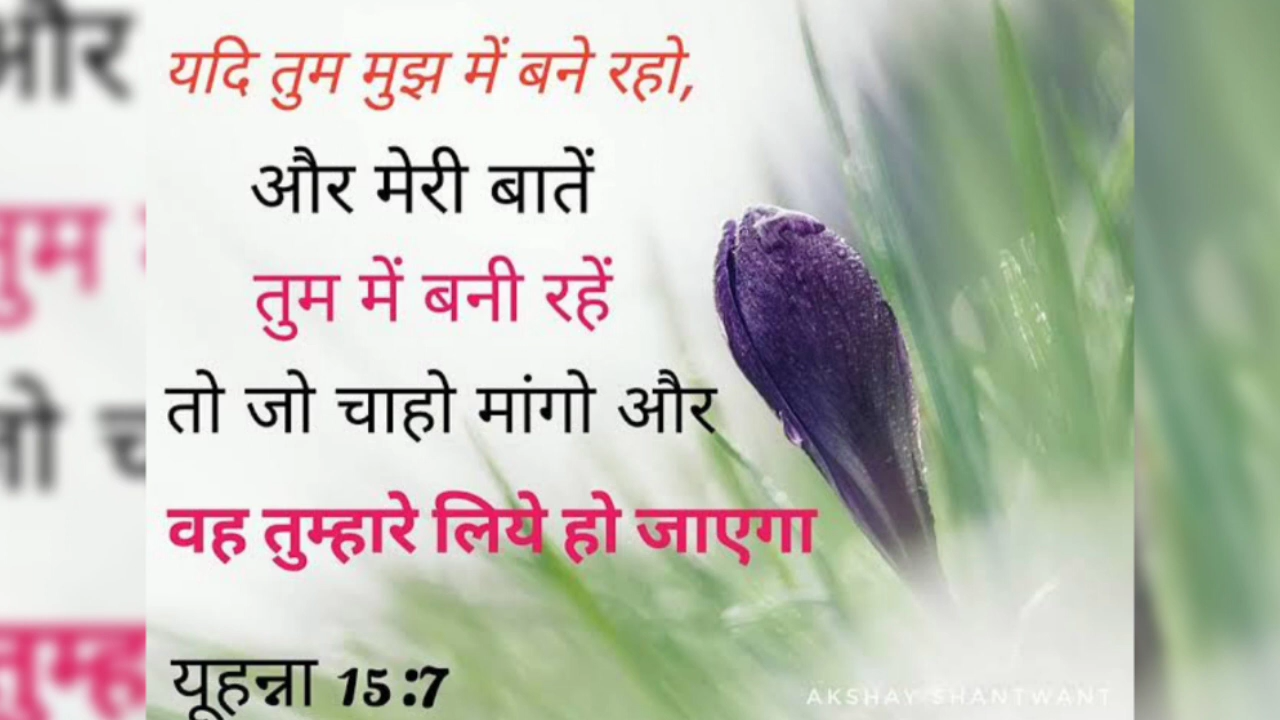 यदि तुम मुझ में बने रहो,
और मेरी बातें
तुम में बनी रहें
तो जो चाहो मांगो और
वह तुम्हारे लिये हो जाएगा
यूहन्ना 15:7
AKSHAY SHANTWANT